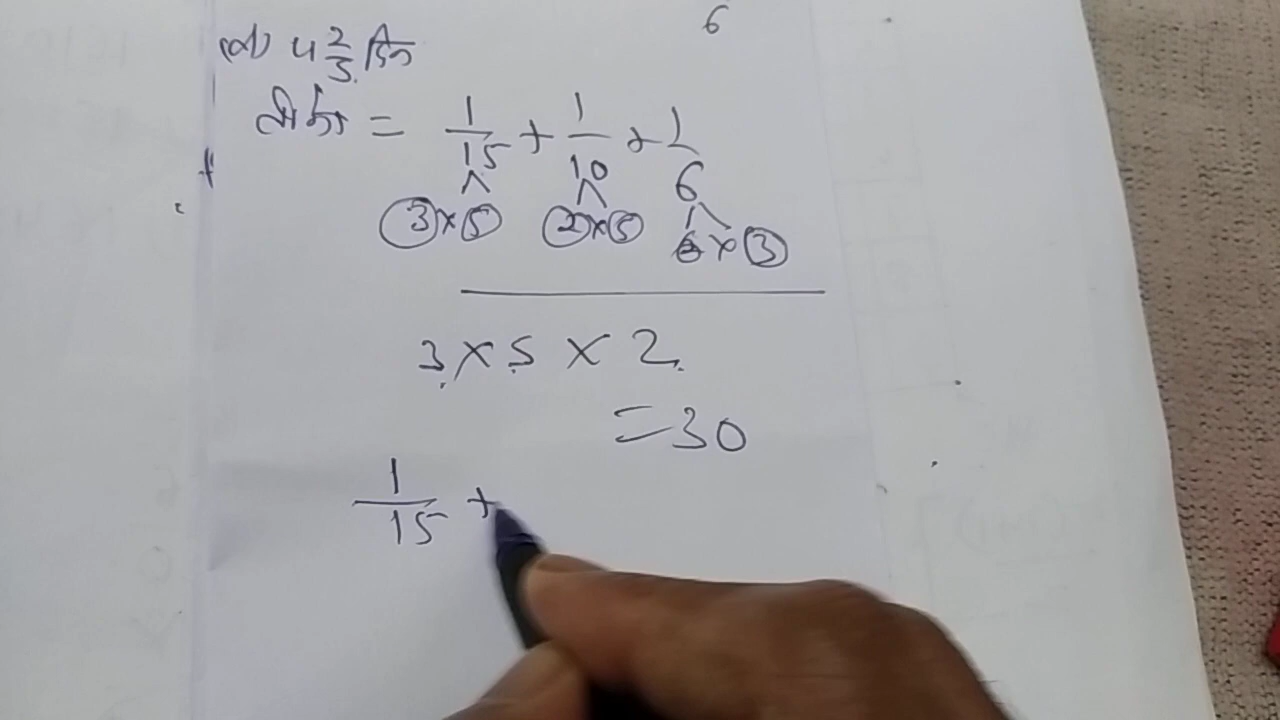 6
4 2/3 दिन
= 1/15 + 1/10 + 1/6
3×5 2×5 2×3
3×5×2
=30
1/15 +